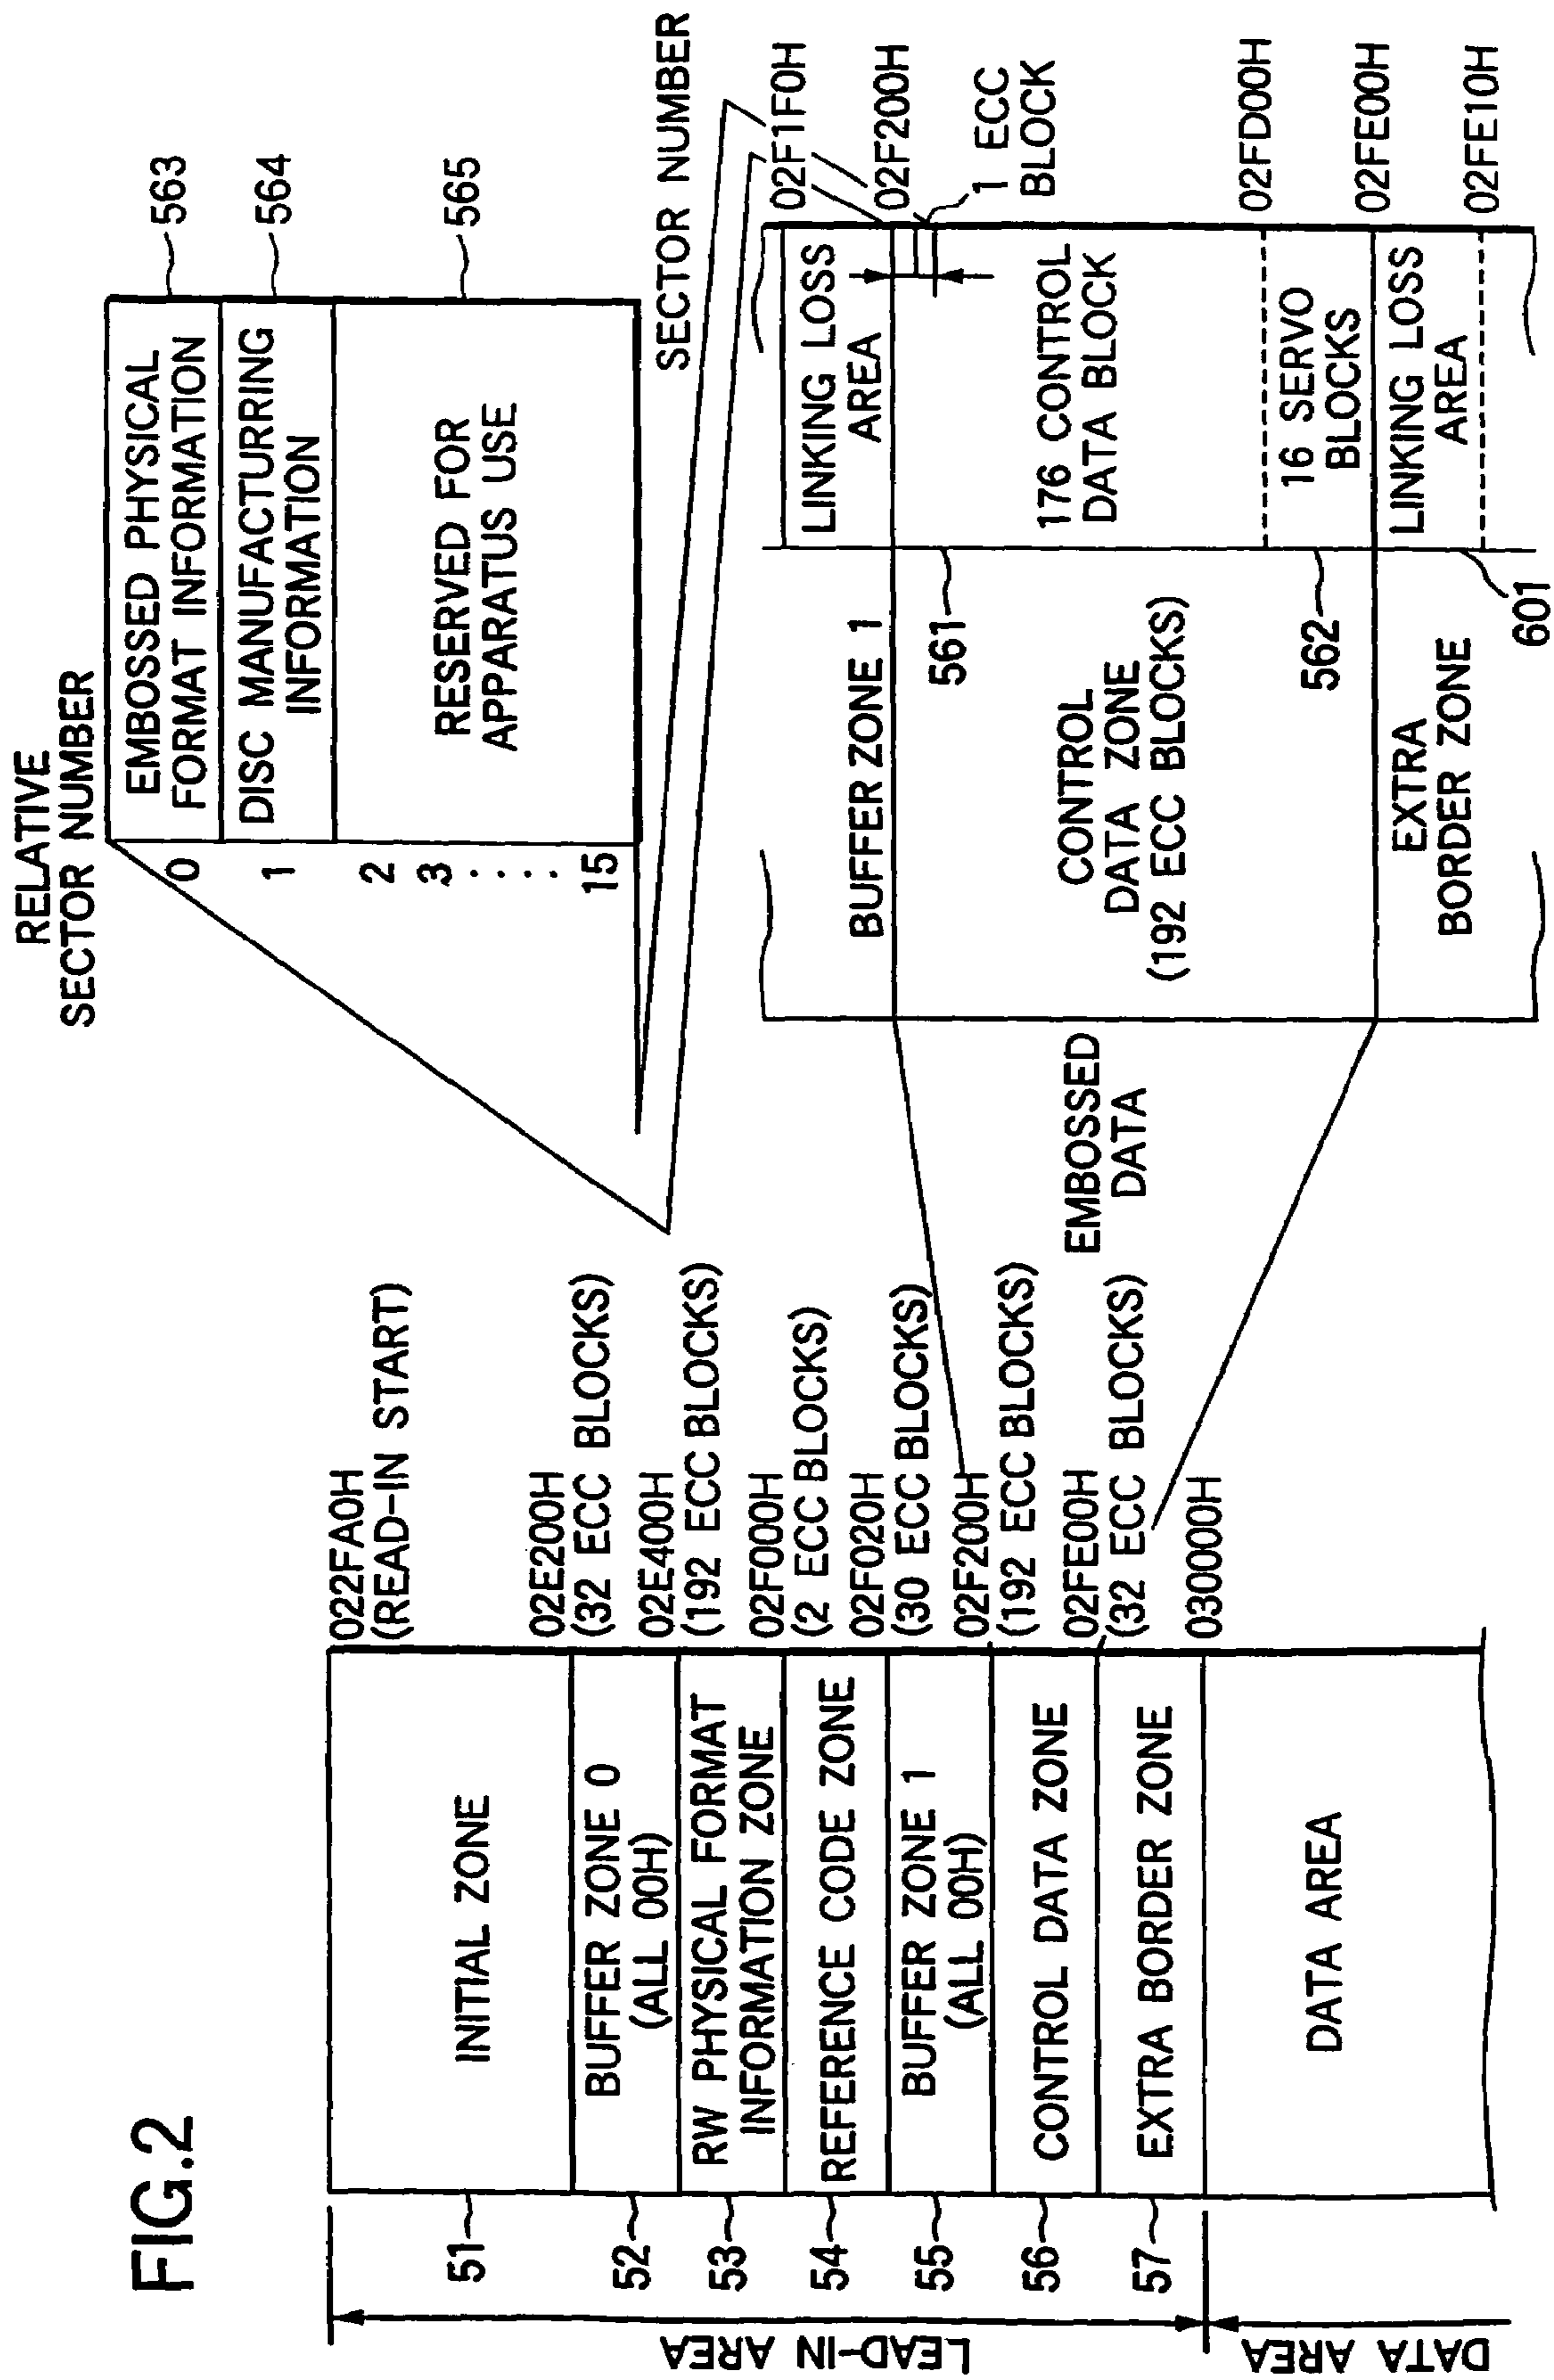 FIG.2
LEAD-IN AREA
DATA AREA
51
52
53
54
55
56
57
INITIAL ZONE
BUFFER ZONE 0
(ALL 00H)
RW PHYSICAL FORMAT
INFORMATION ZONE
REFERENCE CODE ZONE
BUFFER ZONE 1
(ALL 00H)
CONTROL DATA ZONE
EXTRA BORDER ZONE
DATA AREA
022FA0H
(READ-IN START)
02E200H
(32 ECC BLOCKS)
02E400H
(192 ECC BLOCKS)
02F000H
(2 ECC BLOCKS)
02F020H
(30 ECC BLOCKS)
02F200H
(192 ECC BLOCKS)
02FE00H
(32 ECC BLOCKS)
030000H
EMBOSSED
DATA
RELATIVE
SECTOR NUMBER
0
1
2
3
15
EMBOSSED PHYSICAL
FORMAT INFORMATION
DISC MANUFACTURRING
INFORMATION
RESERVED FOR
APPARATUS USE
563
564
565
SECTOR NUMBER
BUFFER ZONE 1
CONTROL
DATA ZONE
(192 ECC BLOCKS)
EXTRA
BORDER ZONE
561
562
601
LINKING LOSS
AREA
176 CONTROL
DATA BLOCK
16 SERVO
BLOCKS
LINKING LOSS
AREA
02F1F0H
02F200H
1 ECC
BLOCK
02FD00H
02FE00H
02FE10H